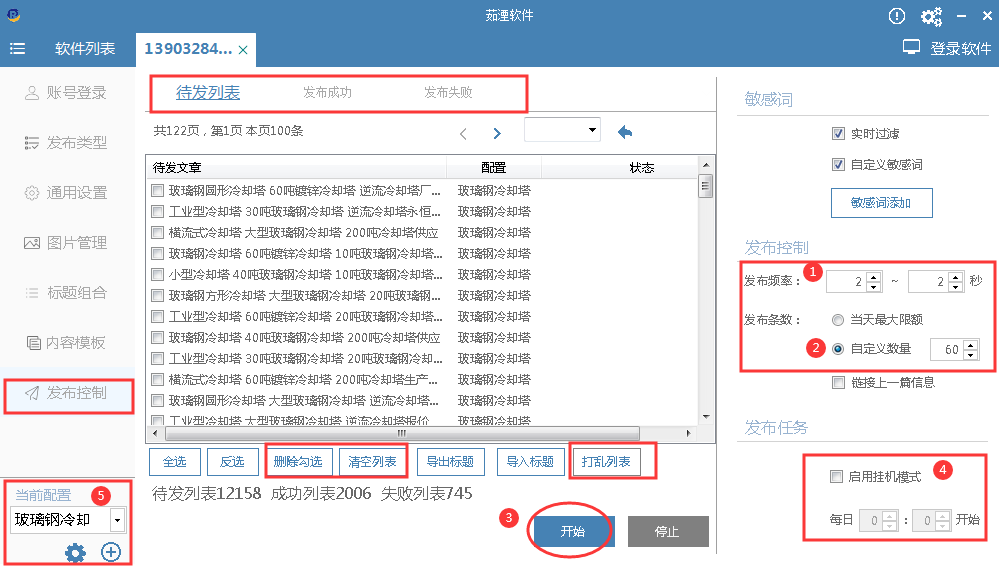 茹湮软件
软件列表
13903284...
登录软件
账号登录
发布类型
通用设置
图片管理
标题组合
内容模板
发布控制
当前配置
5
玻璃钢冷却
待发列表 发布成功 发布失败
共122页，第1页 本页100条
待发文章 配置 状态
玻璃钢圆形冷却塔 60吨镀锌冷却塔 逆流冷却塔厂... 玻璃钢冷却塔
工业型冷却塔 30吨玻璃钢冷却塔 逆流冷却塔永恒... 玻璃钢冷却塔
横流式冷却塔 大型玻璃钢冷却塔 200吨冷却塔供应 玻璃钢冷却塔
玻璃钢冷却塔 60吨镀锌冷却塔 10吨玻璃钢冷却塔... 玻璃钢冷却塔
小型冷却塔 40吨玻璃钢冷却塔 10吨玻璃钢冷却塔... 玻璃钢冷却塔
玻璃钢方形冷却塔 大型玻璃钢冷却塔 20吨玻璃钢... 玻璃钢冷却塔
工业型冷却塔 60吨镀锌冷却塔 20吨玻璃钢冷却塔... 玻璃钢冷却塔
玻璃钢冷却塔 40吨玻璃钢冷却塔 200吨冷却塔供应 玻璃钢冷却塔
工业型冷却塔 30吨玻璃钢冷却塔 20吨玻璃钢冷却... 玻璃钢冷却塔
横流式冷却塔 60吨镀锌冷却塔 200吨冷却塔生产... 玻璃钢冷却塔
玻璃钢圆形冷却塔 大型玻璃钢冷却塔 逆流冷却塔... 玻璃钢冷却塔
工业型冷却塔 大型玻璃钢冷却塔 逆流冷却塔报价 玻璃钢冷却塔
全选 反选 删除勾选 清空列表 导出标题 导入标题 打乱列表
待发列表12158 成功列表2006 失败列表745
3 开始 停止
敏感词
实时过滤
自定义敏感词
敏感词添加
发布控制
发布频率： 1 2 ~ 2 秒
发布条数： 当天最大限额
2 自定义数量 60
链接上一篇信息
发布任务
启用挂机模式 4
每日 0 : 0 开始